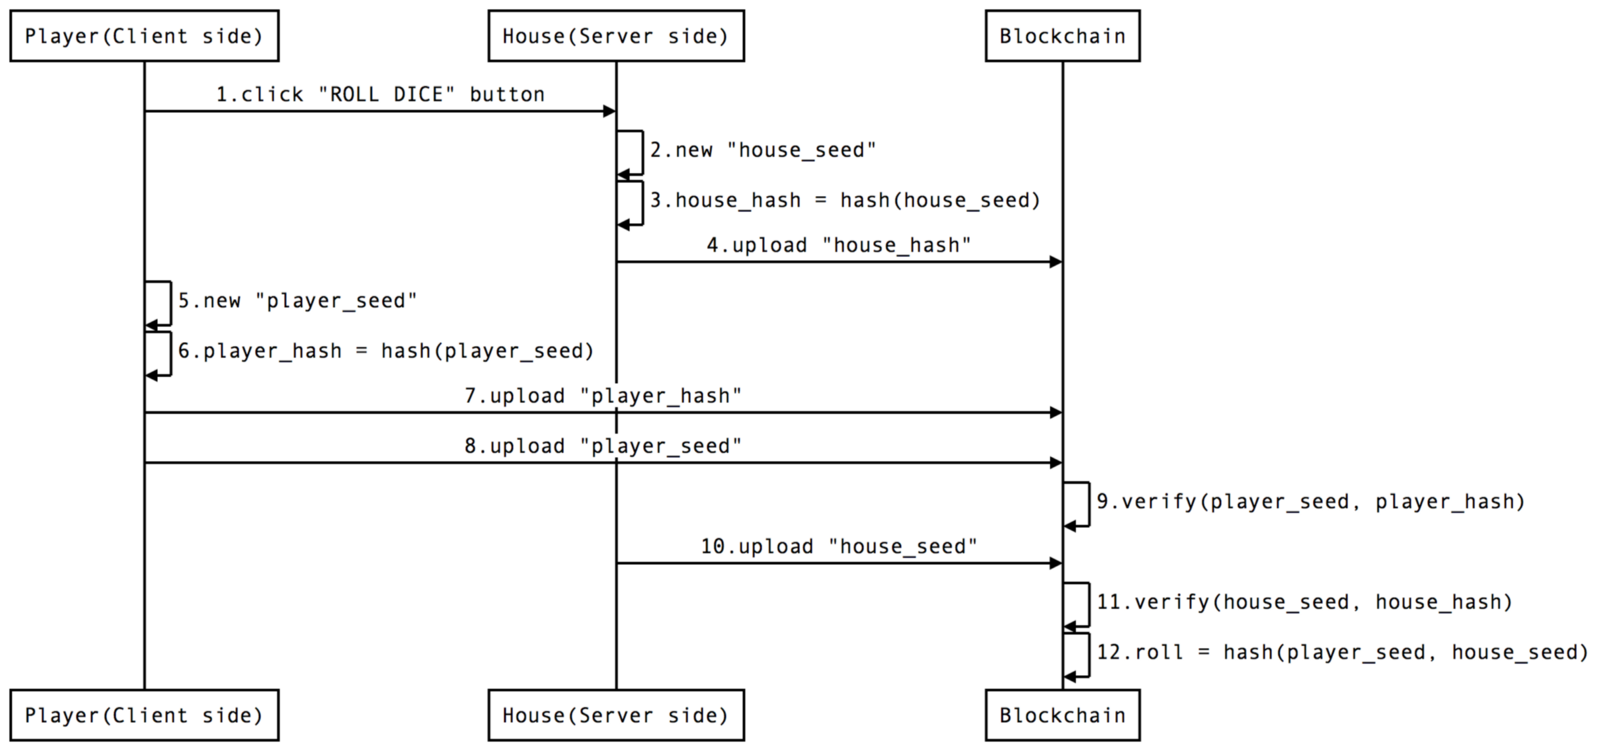 Player(Client side)
House(Server side)
Blockchain
1.click "ROLL DICE" button
2.new "house_seed"
3.house_hash = hash(house_seed)
4.upload "house_hash"
5.new "player_seed"
6.player_hash = hash(player_seed)
7.upload "player_hash"
8.upload "player_seed"
9.verify(player_seed, player_hash)
10.upload "house_seed"
11.verify(house_seed, house_hash)
12.roll = hash(player_seed, house_seed)
Player(Client side)
House(Server side)
Blockchain